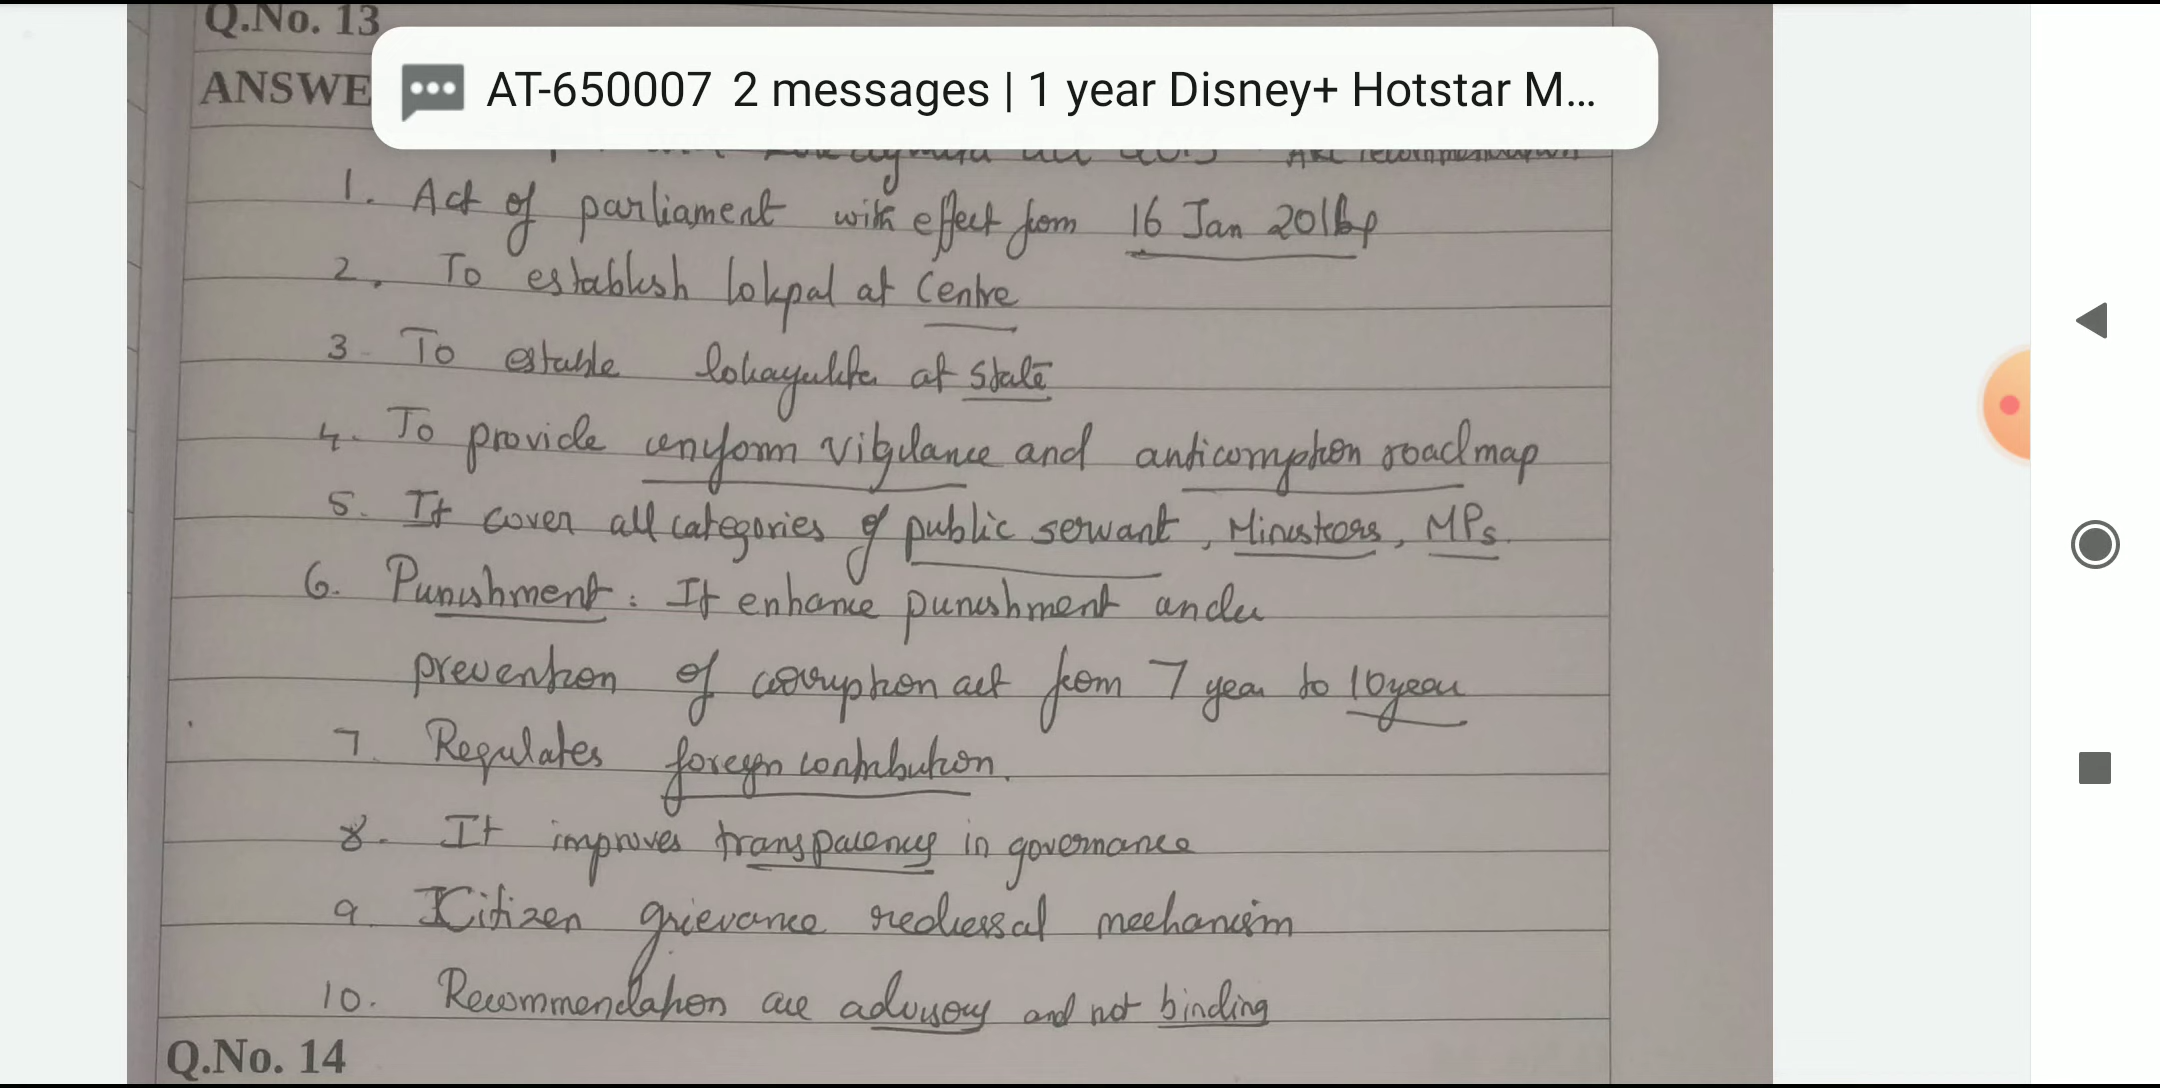 Q.No. 13
ANSWE
AT-650007 2 messages | 1 year Disney+ Hotstar M...
1. Act of parliament with effect from 16 Jan
2. To establish lokpal at Centre
3 To estable lokayukta at State
4. To provide uniform vigilance and anticorruption roadmap
5. It cover all categories of public servant, Ministers, MPs.
6. Punishment: It enhance punishment under
prevention of corruption act from 7 year to 10 year
7. Regulates foreign contribution.
8. It improves transparency in governance
9. Citizen grievance redressal mechanism
10. Recommendation are advisory and not binding
Q.No. 14